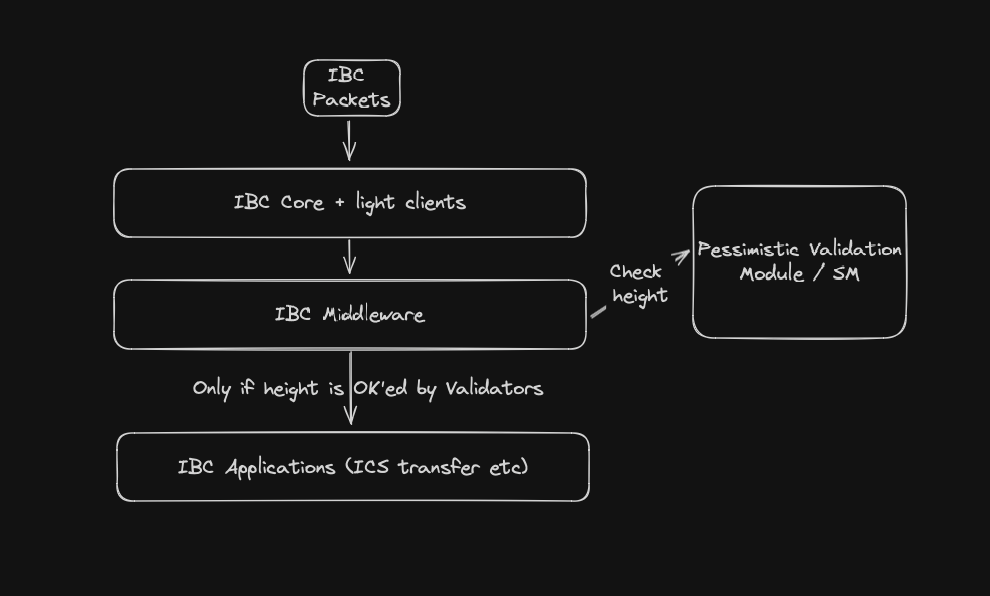 IBC
Packets
IBC Core + light clients
IBC Middleware
Check
height
Pessimistic Validation
Module / SM
Only if height is OK'ed by Validators
IBC Applications (ICS transfer etc)